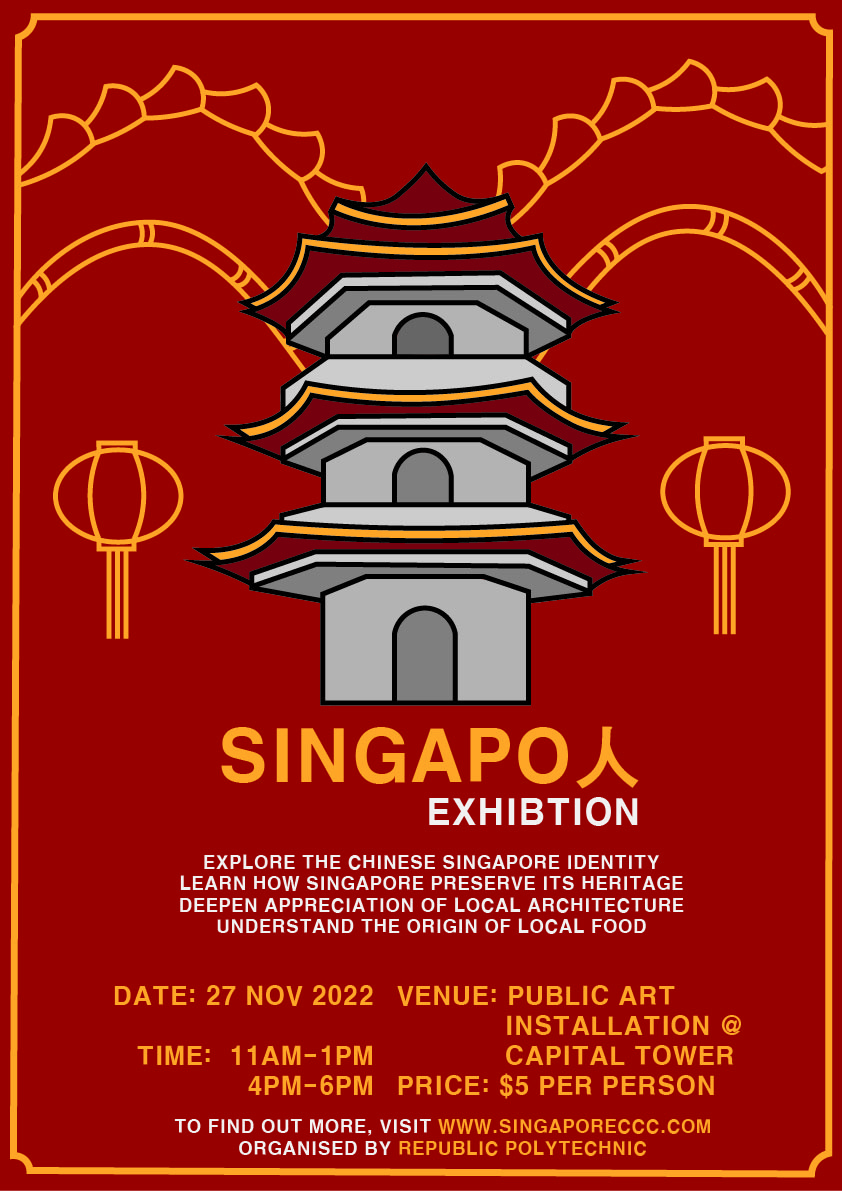 SINGAPO人
EXHIBTION
EXPLORE THE CHINESE SINGAPORE IDENTITY
LEARN HOW SINGAPORE PRESERVE ITS HERITAGE
DEEPEN APPRECIATION OF LOCAL ARCHITECTURE
UNDERSTAND THE ORIGIN OF LOCAL FOOD
DATE: 27 NOV 2022 VENUE: PUBLIC ART
INSTALLATION @
TIME: 11AM-1PM CAPITAL TOWER
4PM-6PM PRICE: $5 PER PERSON
TO FIND OUT MORE, VISIT WWW.SINGAPORECCC.COM
ORGANISED BY REPUBLIC POLYTECHNIC